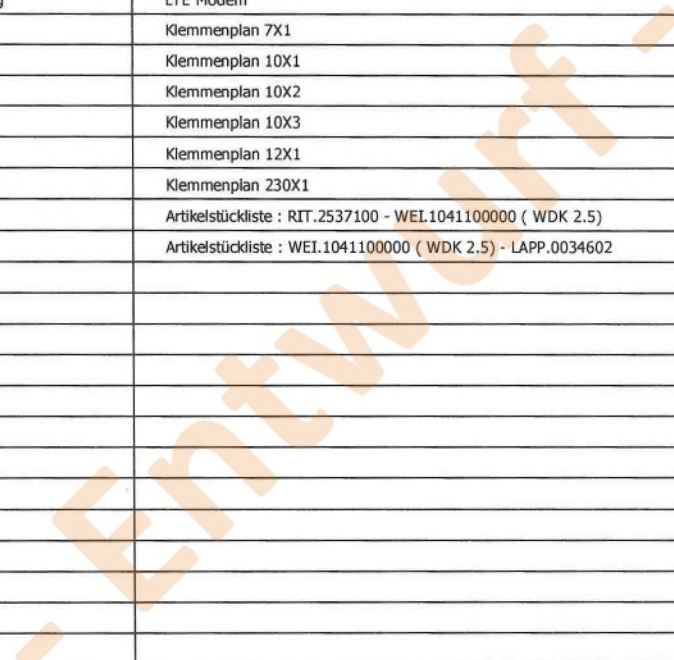 LTE Modem
Klemmenplan 7X1
Klemmenplan 10X1
Klemmenplan 10X2
Klemmenplan 10X3
Klemmenplan 12X1
Klemmenplan 230X1
Artikelstückliste : RIT.2537100 - WEI.1041100000 ( WDK 2.5)
Artikelstückliste : WEI.1041100000 ( WDK 2.5) - LAPP.0034602
- Entwurf -